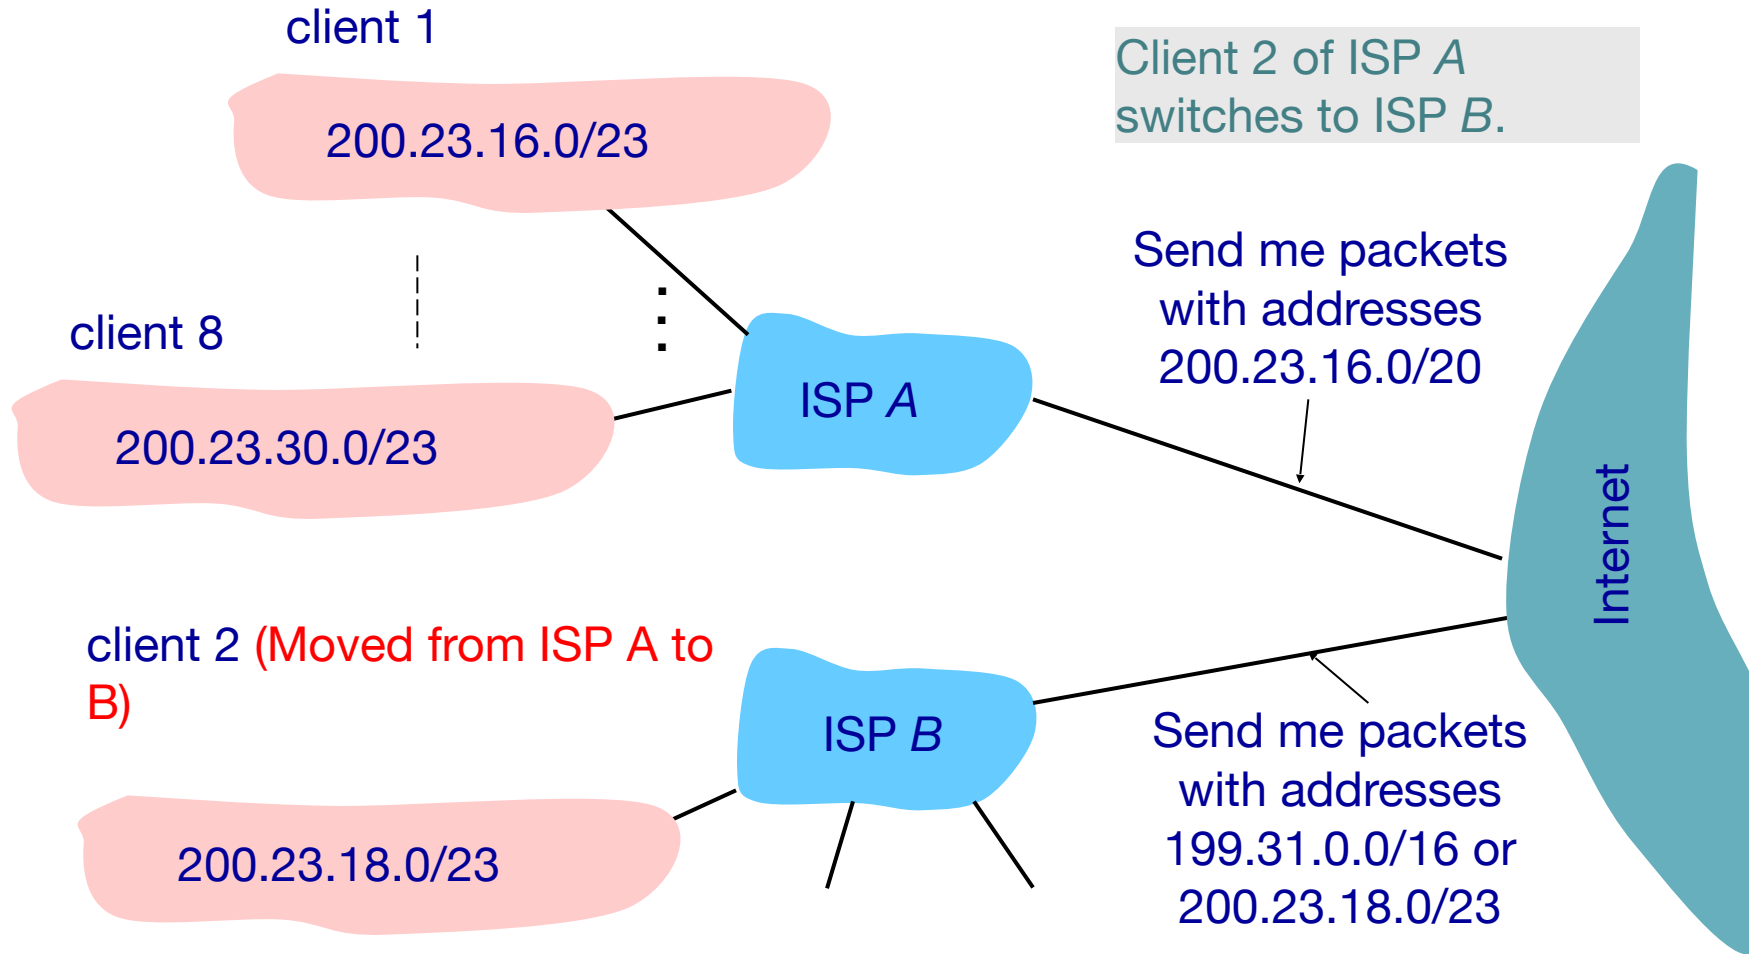 client 1
200.23.16.0/23
Client 2 of ISP A
switches to ISP B.
client 8
200.23.30.0/23
ISP A
Send me packets
with addresses
200.23.16.0/20
Internet
client 2 (Moved from ISP A to
B)
200.23.18.0/23
ISP B
Send me packets
with addresses
199.31.0.0/16 or
200.23.18.0/23